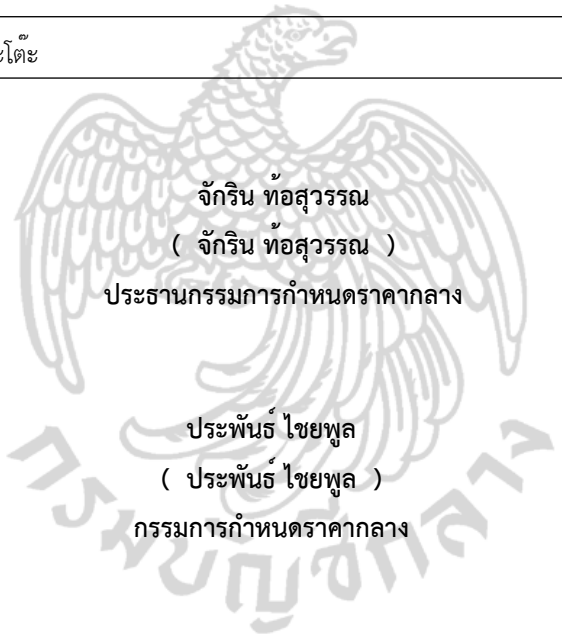 ะโต๊ะ
จักริน ท้อสุวรรณ
( จักริน ท้อสุวรรณ )
ประธานกรรมการกำหนดราคากลาง
ประพันธ์ ไชยพูล
( ประพันธ์ ไชยพูล )
กรรมการกำหนดราคากลาง
กรมบัญชีกลาง